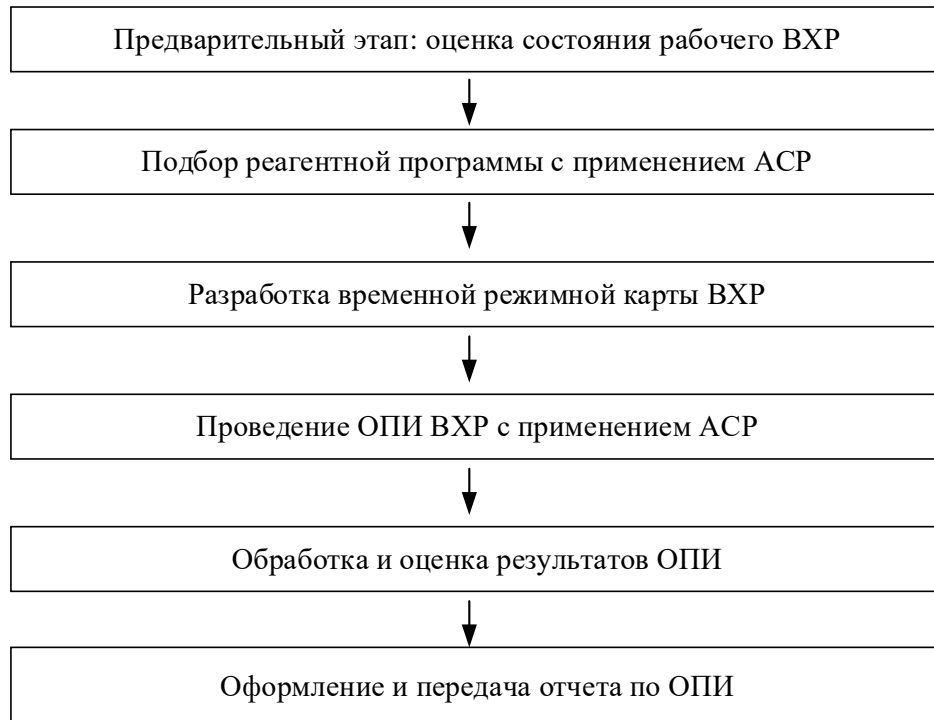 Предварительный этап: оценка состояния рабочего ВХР
Подбор реагентной программы с применением АСР
Разработка временной режимной карты ВХР
Проведение ОПИ ВХР с применением АСР
Обработка и оценка результатов ОПИ
Оформление и передача отчета по ОПИ